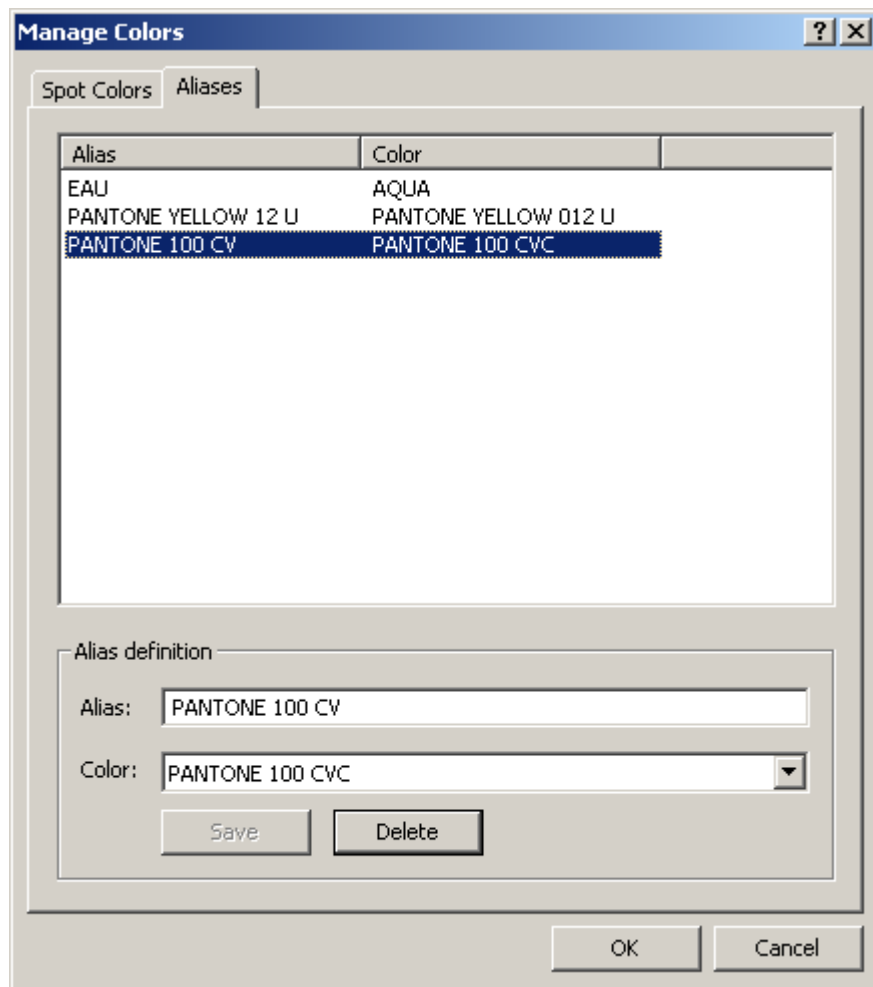 Manage Colors
Spot Colors Aliases
Alias Color
EAU AQUA
PANTONE YELLOW 12 U PANTONE YELLOW 012 U
PANTONE 100 CV PANTONE 100 CVC
Alias definition
Alias: PANTONE 100 CV
Color: PANTONE 100 CVC
Save Delete
OK Cancel